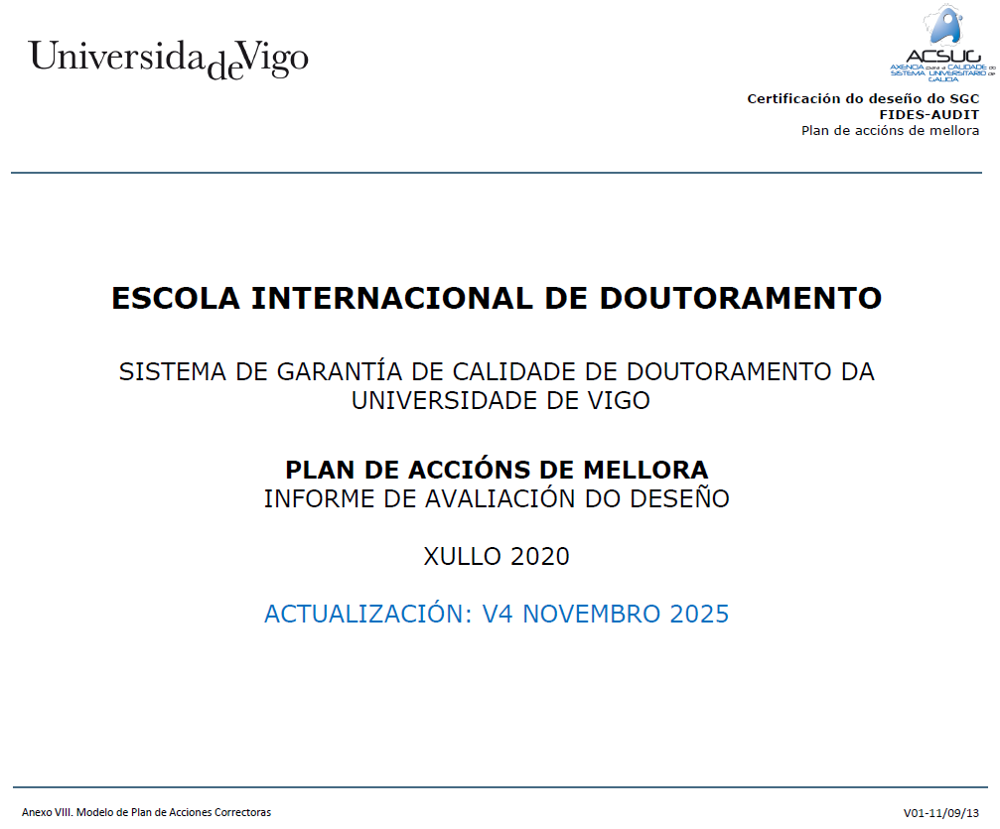 Universidade Vigo
ACSUG
AXENCIA para a CALIDADE do
SISTEMA UNIVERSITARIO de
GALICIA
Certificación do deseño do SGC
FIDES-AUDIT
Plan de accións de mellora
ESCOLA INTERNACIONAL DE DOUTORAMENTO
SISTEMA DE GARANTÍA DE CALIDADE DE DOUTORAMENTO DA
UNIVERSIDADE DE VIGO
PLAN DE ACCIÓNS DE MELLORA
INFORME DE AVALIACIÓN DO DESEÑO
XULLO 2020
ACTUALIZACIÓN: V4 NOVEMBRO 2025
Anexo VIII. Modelo de Plan de Acciones Correctoras
V01-11/09/13